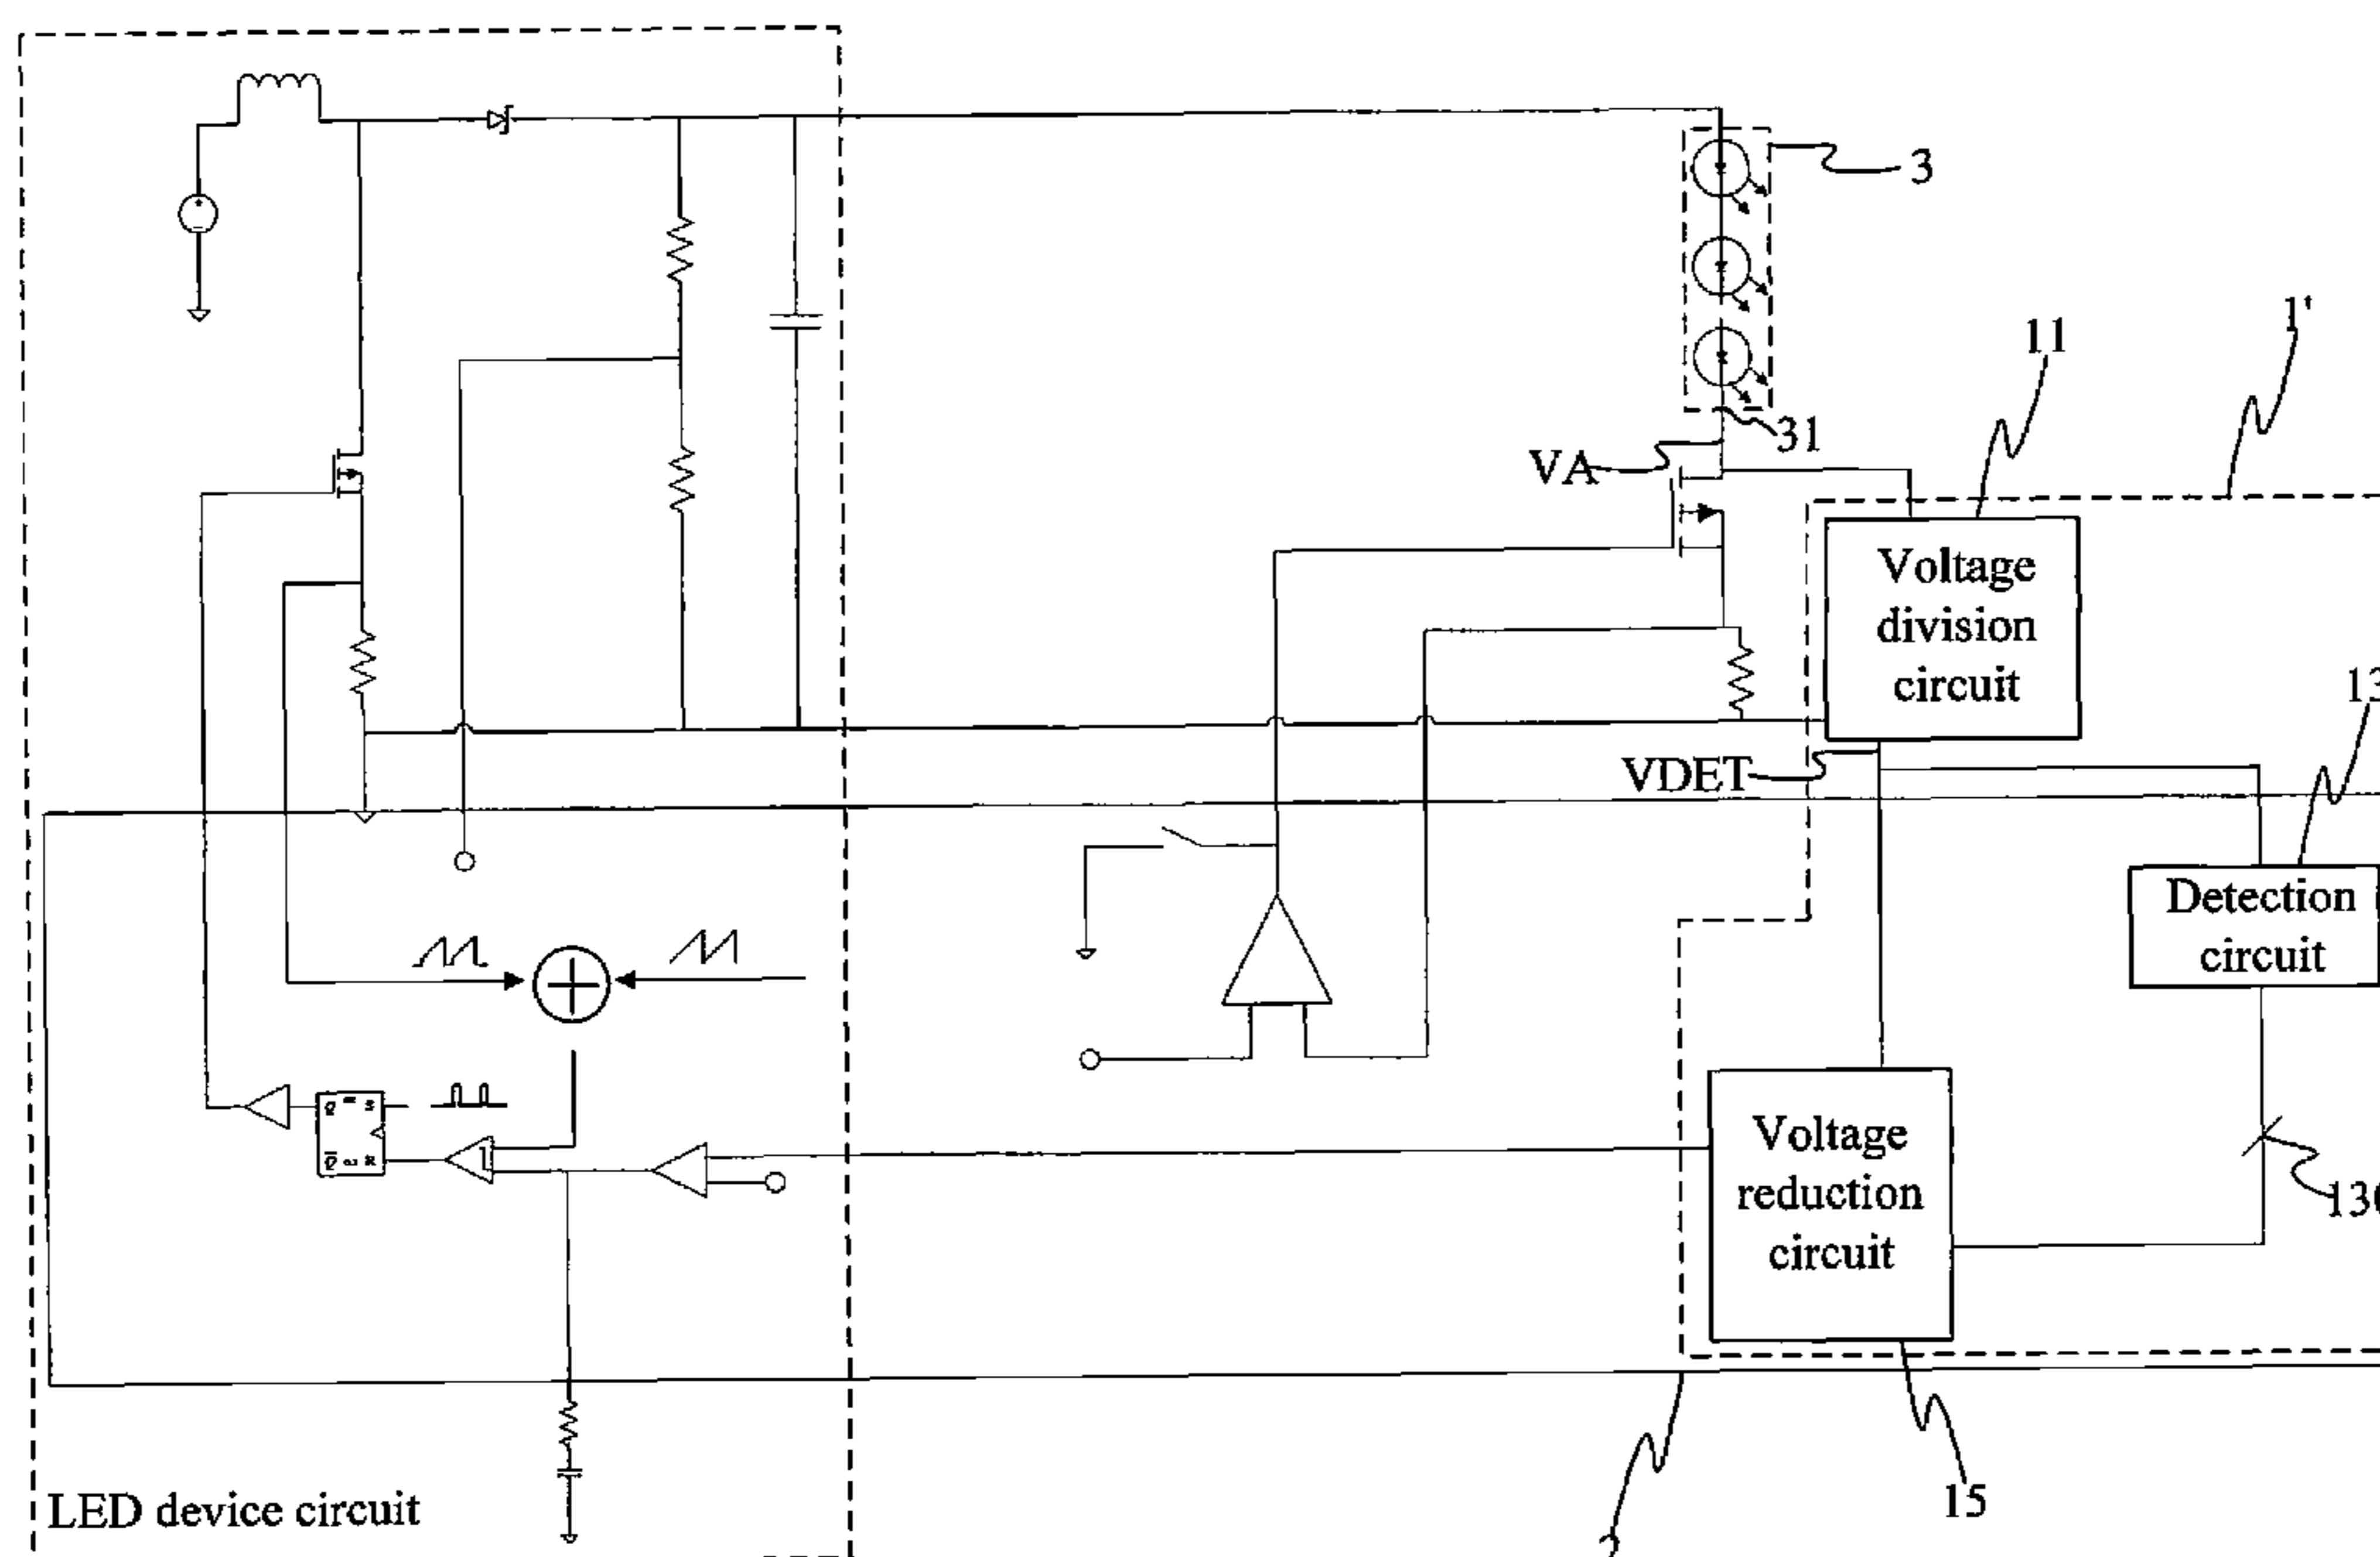 3
1'
11
31
VA
Voltage
division
circuit
13
VDET
Detection
circuit
Q S
Q R
Voltage
reduction
circuit
15
LED device circuit